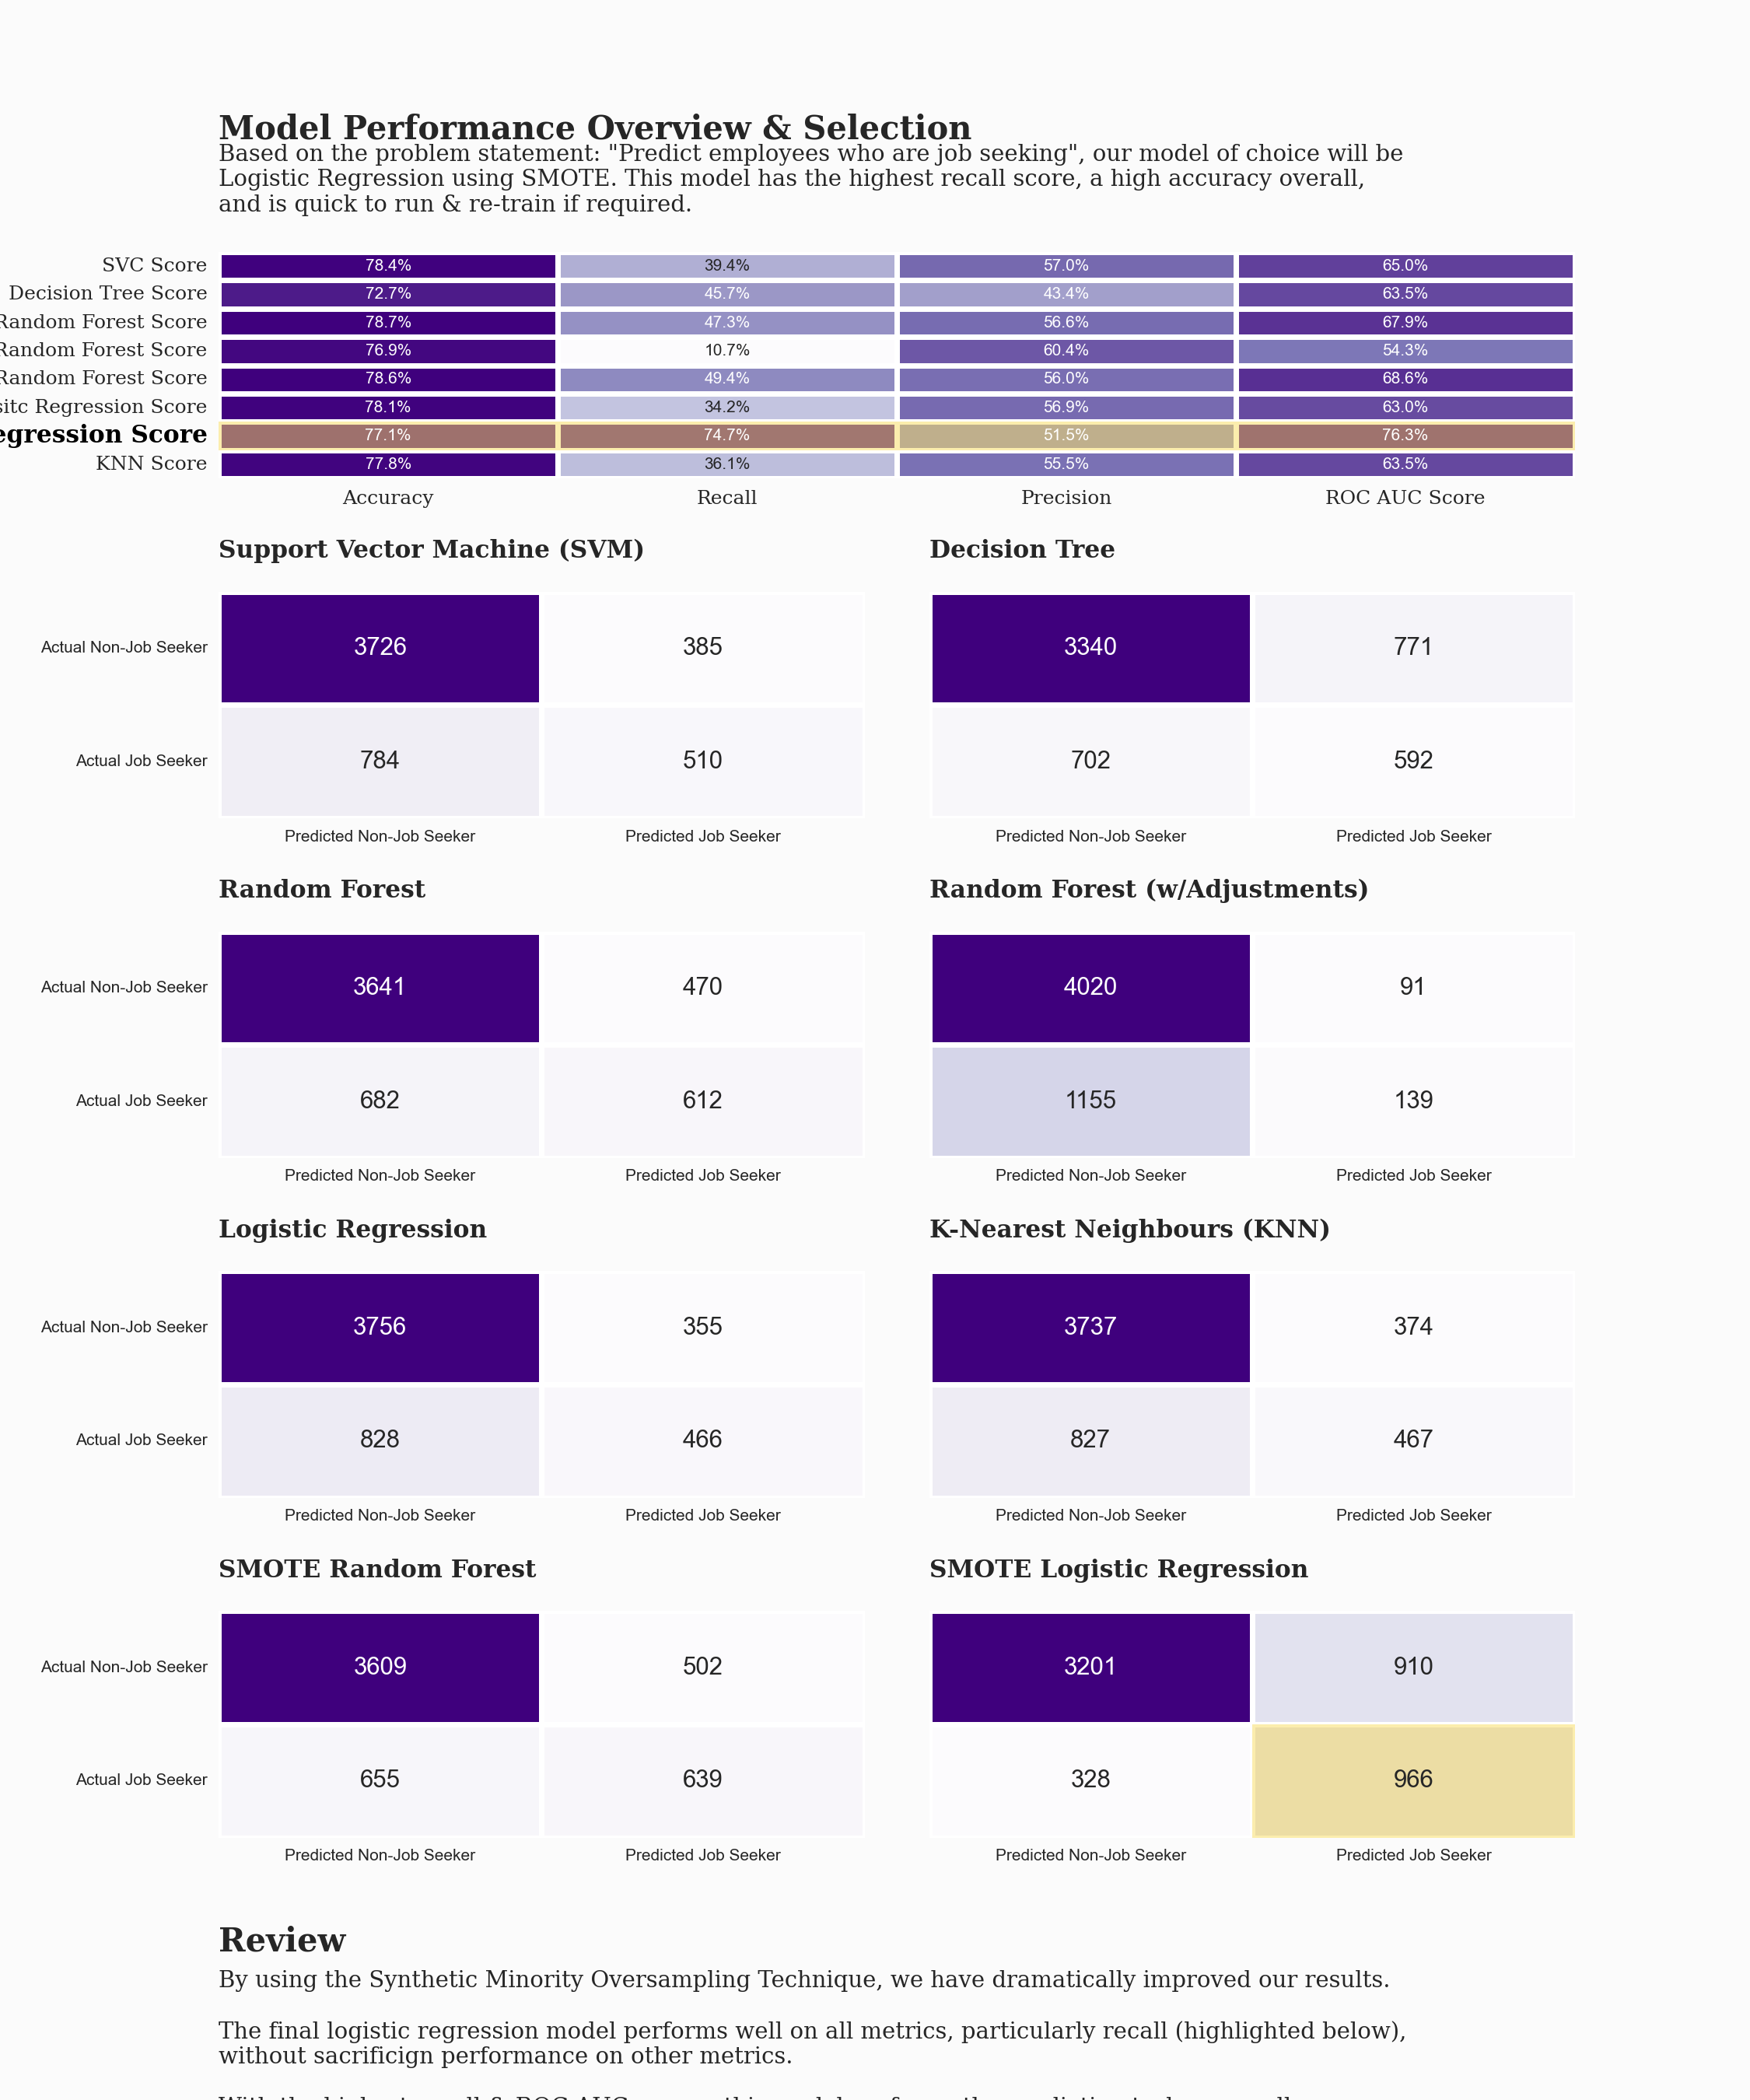 Model Performance Overview & Selection
Based on the problem statement: "Predict employees who are job seeking", our model of choice will be
Logistic Regression using SMOTE. This model has the highest recall score, a high accuracy overall,
and is quick to run & re-train if required.
SVC Score 78.4% 39.4% 57.0% 65.0%
Decision Tree Score 72.7% 45.7% 43.4% 63.5%
Random Forest Score 78.7% 47.3% 56.6% 67.9%
Random Forest Score 76.9% 10.7% 60.4% 54.3%
Random Forest Score 78.6% 49.4% 56.0% 68.6%
Regression Score 78.1% 34.2% 56.9% 63.0%
Score 77.1% 74.7% 51.5% 76.3%
KNN Score 77.8% 36.1% 55.5% 63.5%
Accuracy Recall Precision ROC AUC Score
Support Vector Machine (SVM) Decision Tree
Actual Non-Job Seeker 3726 385 3340 771
Actual Job Seeker 784 510 702 592
Predicted Non-Job Seeker Predicted Job Seeker Predicted Non-Job Seeker Predicted Job Seeker
Random Forest Random Forest (w/Adjustments)
Actual Non-Job Seeker 3641 470 4020 91
Actual Job Seeker 682 612 1155 139
Predicted Non-Job Seeker Predicted Job Seeker Predicted Non-Job Seeker Predicted Job Seeker
Logistic Regression K-Nearest Neighbours (KNN)
Actual Non-Job Seeker 3756 355 3737 374
Actual Job Seeker 828 466 827 467
Predicted Non-Job Seeker Predicted Job Seeker Predicted Non-Job Seeker Predicted Job Seeker
SMOTE Random Forest SMOTE Logistic Regression
Actual Non-Job Seeker 3609 502 3201 910
Actual Job Seeker 655 639 328 966
Predicted Non-Job Seeker Predicted Job Seeker Predicted Non-Job Seeker Predicted Job Seeker
Review
By using the Synthetic Minority Oversampling Technique, we have dramatically improved our results.
The final logistic regression model performs well on all metrics, particularly recall (highlighted below),
without sacrificign performance on other metrics.